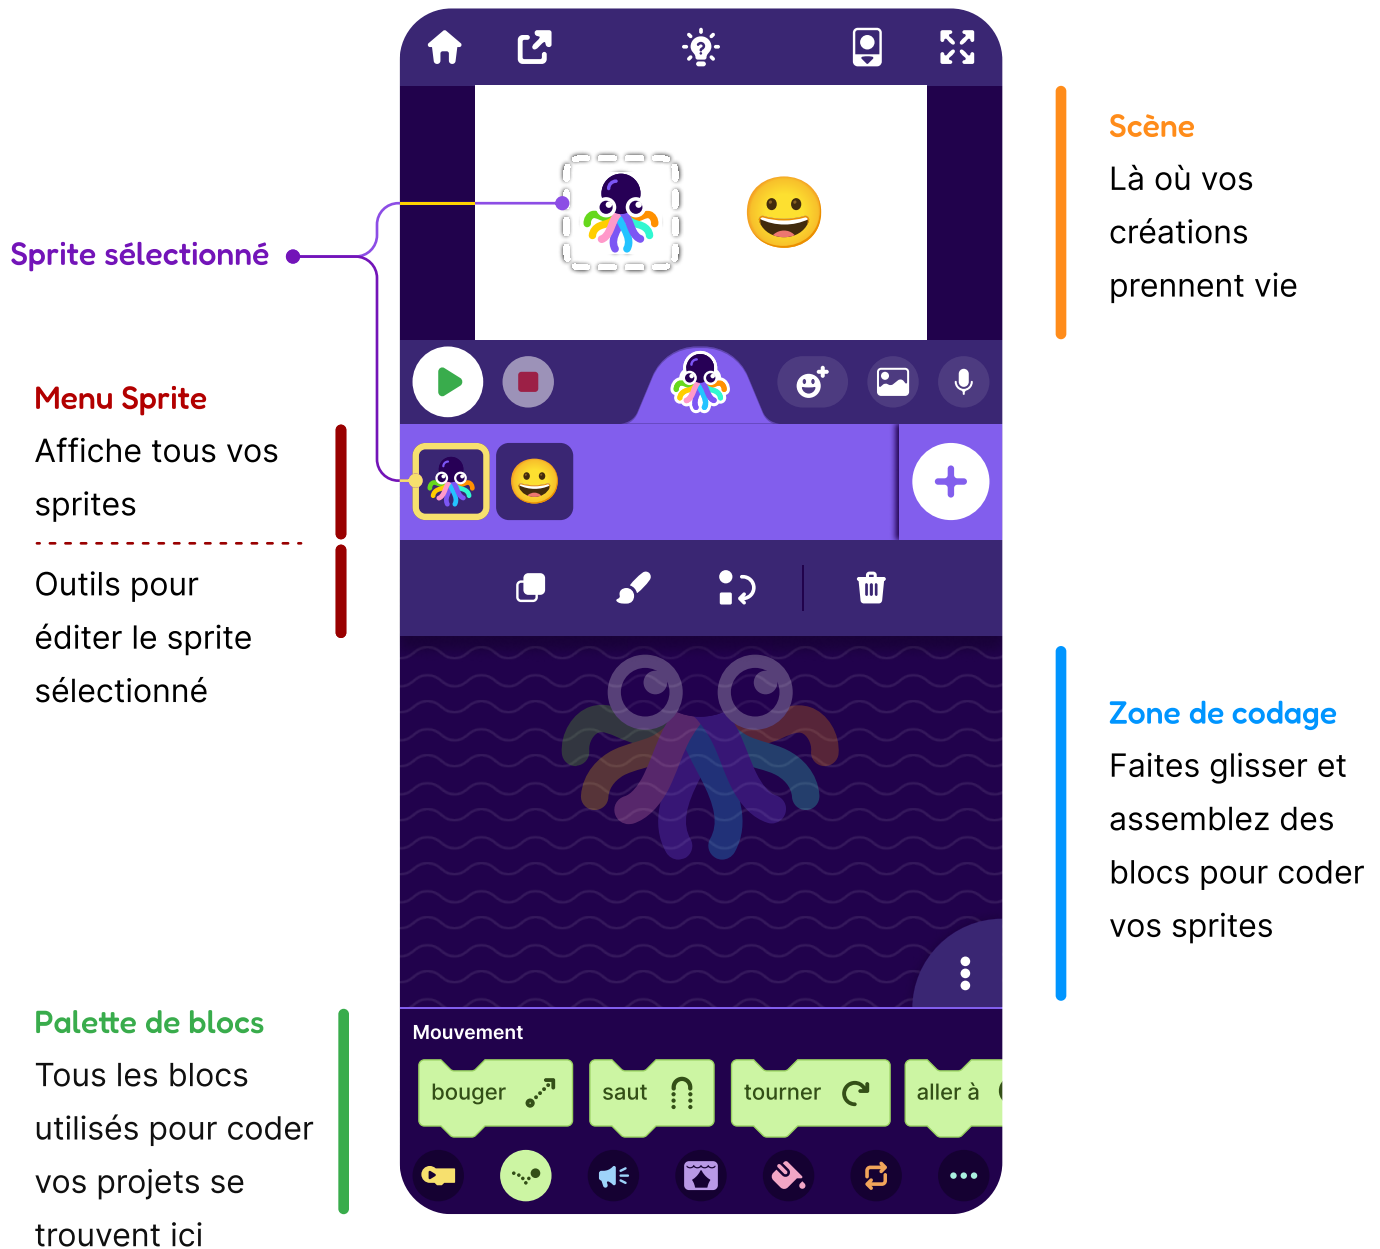 Scène
Là où vos
créations
prennent vie
Sprite sélectionné
Menu Sprite
Affiche tous vos
sprites
Outils pour
éditer le sprite
sélectionné
Zone de codage
Faites glisser et
assemblez des
blocs pour coder
vos sprites
Palette de blocs
Tous les blocs
utilisés pour coder
vos projets se
trouvent ici
Mouvement
bouger
saut
tourner
aller à